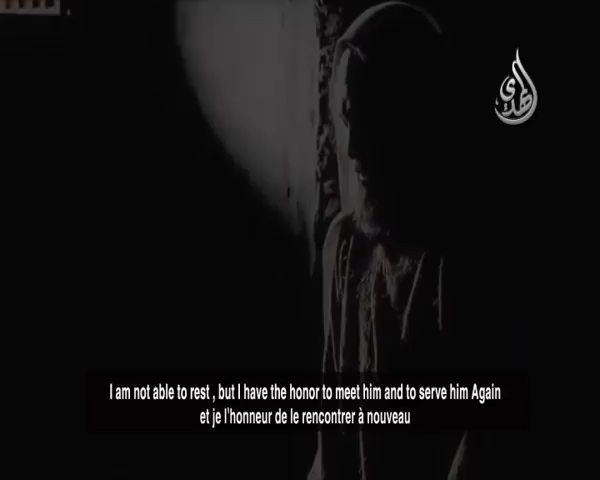 المهدي
I am not able to rest , but I have the honor to meet him and to serve him Again
et je l'honneur de le rencontrer à nouveau